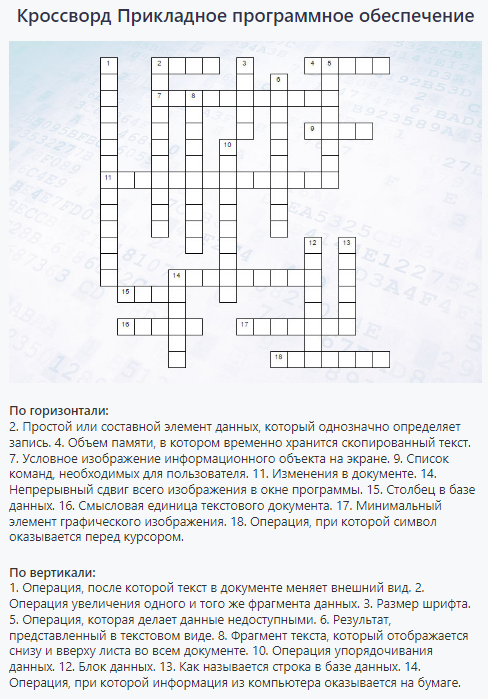 Кроссворд Прикладное программное обеспечение
1 2 3 4 5
6
7 8
9
10
11
12 13
14
15
16 17
18
По горизонтали:
2. Простой или составной элемент данных, который однозначно определяет
запись. 4. Объем памяти, в котором временно хранится скопированный текст.
7. Условное изображение информационного объекта на экране. 9. Список
команд, необходимых для пользователя. 11. Изменения в документе. 14.
Непрерывный сдвиг всего изображения в окне программы. 15. Столбец в базе
данных. 16. Смысловая единица текстового документа. 17. Минимальный
элемент графического изображения. 18. Операция, при которой символ
оказывается перед курсором.
По вертикали:
1. Операция, после которой текст в документе меняет внешний вид. 2.
Операция увеличения одного и того же фрагмента данных. 3. Размер шрифта.
5. Операция, которая делает данные недоступными. 6. Результат,
представленный в текстовом виде. 8. Фрагмент текста, который отображается
снизу и вверху листа во всем документе. 10. Операция упорядочивания
данных. 12. Блок данных. 13. Как называется строка в базе данных. 14.
Операция, при которой информация из компьютера оказывается на бумаге.